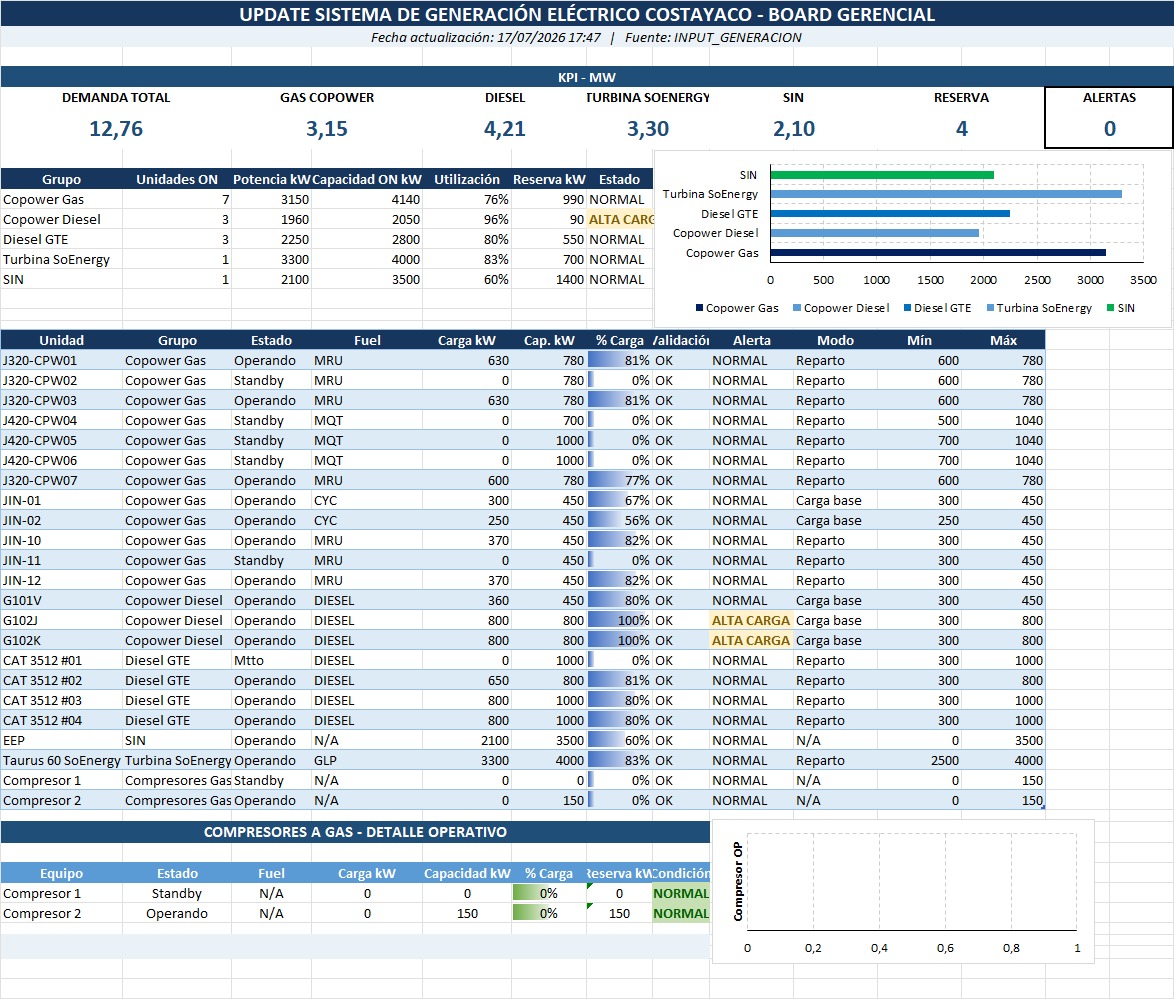 UPDATE SISTEMA DE GENERACIÓN ELÉCTRICO COSTAYACO - BOARD GERENCIAL
Fecha actualización: 17/07/2026 17:47 | Fuente: INPUT_GENERACION
KPI - MW
DEMANDA TOTAL GAS COPOWER DIESEL TURBINA SOENERGY SIN RESERVA ALERTAS
12,76 3,15 4,21 3,30 2,10 4 0
Grupo Unidades ON Potencia kW Capacidad ON kW Utilización Reserva kW Estado
Copower Gas 7 3150 4140 76% 990 NORMAL
Copower Diesel 3 1960 2050 96% 90 ALTA CARG
Diesel GTE 3 2250 2800 80% 550 NORMAL
Turbina SoEnergy 1 3300 4000 83% 700 NORMAL
SIN 1 2100 3500 60% 1400 NORMAL
SIN
Turbina SoEnergy
Diesel GTE
Copower Diesel
Copower Gas
0 500 1000 1500 2000 2500 3000 3500
Copower Gas Copower Diesel Diesel GTE Turbina SoEnergy SIN
Unidad Grupo Estado Fuel Carga kW Cap. kW % Carga Validación Alerta Modo Mín Máx
J320-CPW01 Copower Gas Operando MRU 630 780 81% OK NORMAL Reparto 600 780
J320-CPW02 Copower Gas Standby MRU 0 780 0% OK NORMAL Reparto 600 780
J320-CPW03 Copower Gas Operando MRU 630 780 81% OK NORMAL Reparto 600 780
J420-CPW04 Copower Gas Standby MQT 0 700 0% OK NORMAL Reparto 500 1040
J420-CPW05 Copower Gas Standby MQT 0 1000 0% OK NORMAL Reparto 700 1040
J420-CPW06 Copower Gas Standby MQT 0 1000 0% OK NORMAL Reparto 700 1040
J320-CPW07 Copower Gas Operando MRU 600 780 77% OK NORMAL Reparto 600 780
JIN-01 Copower Gas Operando CYC 300 450 67% OK NORMAL Carga base 300 450
JIN-02 Copower Gas Operando CYC 250 450 56% OK NORMAL Carga base 250 450
JIN-10 Copower Gas Operando MRU 370 450 82% OK NORMAL Reparto 300 450
JIN-11 Copower Gas Standby MRU 0 450 0% OK NORMAL Reparto 300 450
JIN-12 Copower Gas Operando MRU 370 450 82% OK NORMAL Reparto 300 450
G101V Copower Diesel Operando DIESEL 360 450 80% OK NORMAL Carga base 300 450
G102J Copower Diesel Operando DIESEL 800 800 100% OK ALTA CARGA Carga base 300 800
G102K Copower Diesel Operando DIESEL 800 800 100% OK ALTA CARGA Carga base 300 800
CAT 3512 #01 Diesel GTE Mtto DIESEL 0 1000 0% OK NORMAL Reparto 300 1000
CAT 3512 #02 Diesel GTE Operando DIESEL 650 800 81% OK NORMAL Reparto 300 800
CAT 3512 #03 Diesel GTE Operando DIESEL 800 1000 80% OK NORMAL Reparto 300 1000
CAT 3512 #04 Diesel GTE Operando DIESEL 800 1000 80% OK NORMAL Reparto 300 1000
EEP SIN Operando N/A 2100 3500 60% OK NORMAL N/A 0 3500
Taurus 60 SoEnergy Turbina SoEnergy Operando GLP 3300 4000 83% OK NORMAL Reparto 2500 4000
Compresor 1 Compresores Gas Standby N/A 0 0 0% OK NORMAL N/A 0 150
Compresor 2 Compresores Gas Operando N/A 0 150 0% OK NORMAL N/A 0 150
COMPRESORES A GAS - DETALLE OPERATIVO
Equipo Estado Fuel Carga kW Capacidad kW % Carga Reserva kW Condición
Compresor 1 Standby N/A 0 0 0% 0 NORMAL
Compresor 2 Operando N/A 0 150 0% 150 NORMAL
Compresor OP
0 0,2 0,4 0,6 0,8 1